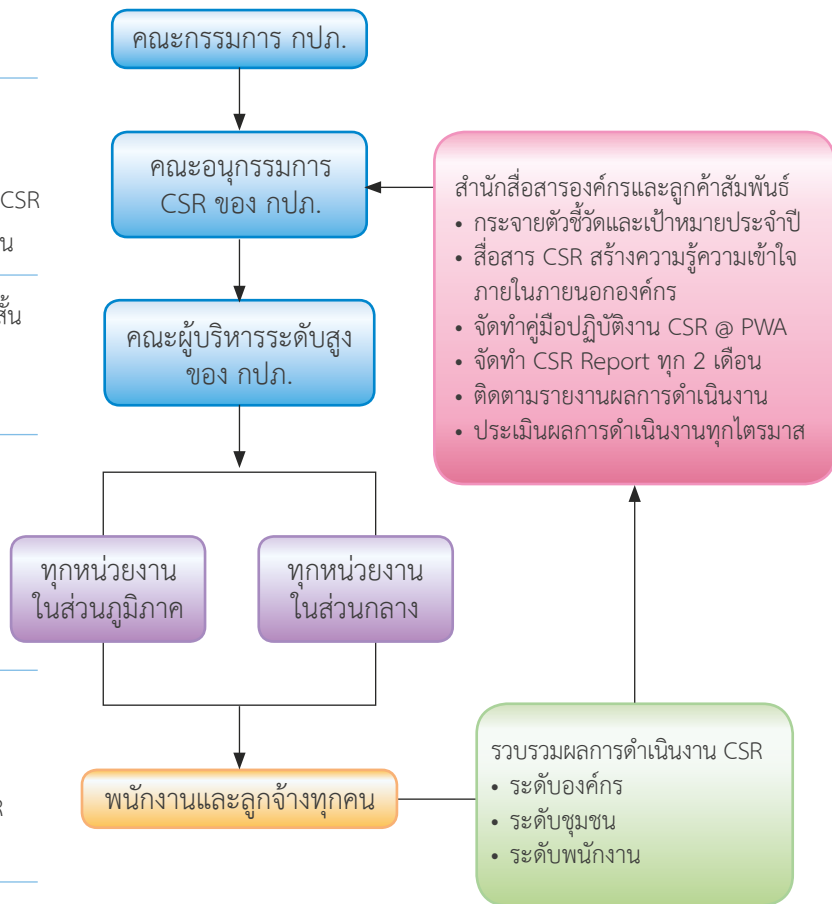 คณะกรรมการ กปภ.
คณะอนุกรรมการ
CSR ของ กปภ.
คณะผู้บริหารระดับสูง
ของ กปภ.
ทุกหน่วยงาน
ในส่วนภูมิภาค
ทุกหน่วยงาน
ในส่วนกลาง
พนักงานและลูกจ้างทุกคน
รวบรวมผลการดำเนินงาน CSR
• ระดับองค์กร
• ระดับชุมชน
• ระดับพนักงาน
สำนักสื่อสารองค์กรและลูกค้าสัมพันธ์
• กระจายตัวชี้วัดและเป้าหมายประจำปี
• สื่อสาร CSR สร้างความรู้ความเข้าใจ
ภายในภายนอกองค์กร
• จัดทำคู่มือปฏิบัติงาน CSR @ PWA
• จัดทำ CSR Report ทุก 2 เดือน
• ติดตามรายงานผลการดำเนินงาน
• ประเมินผลการดำเนินงานทุกไตรมาส
CSR